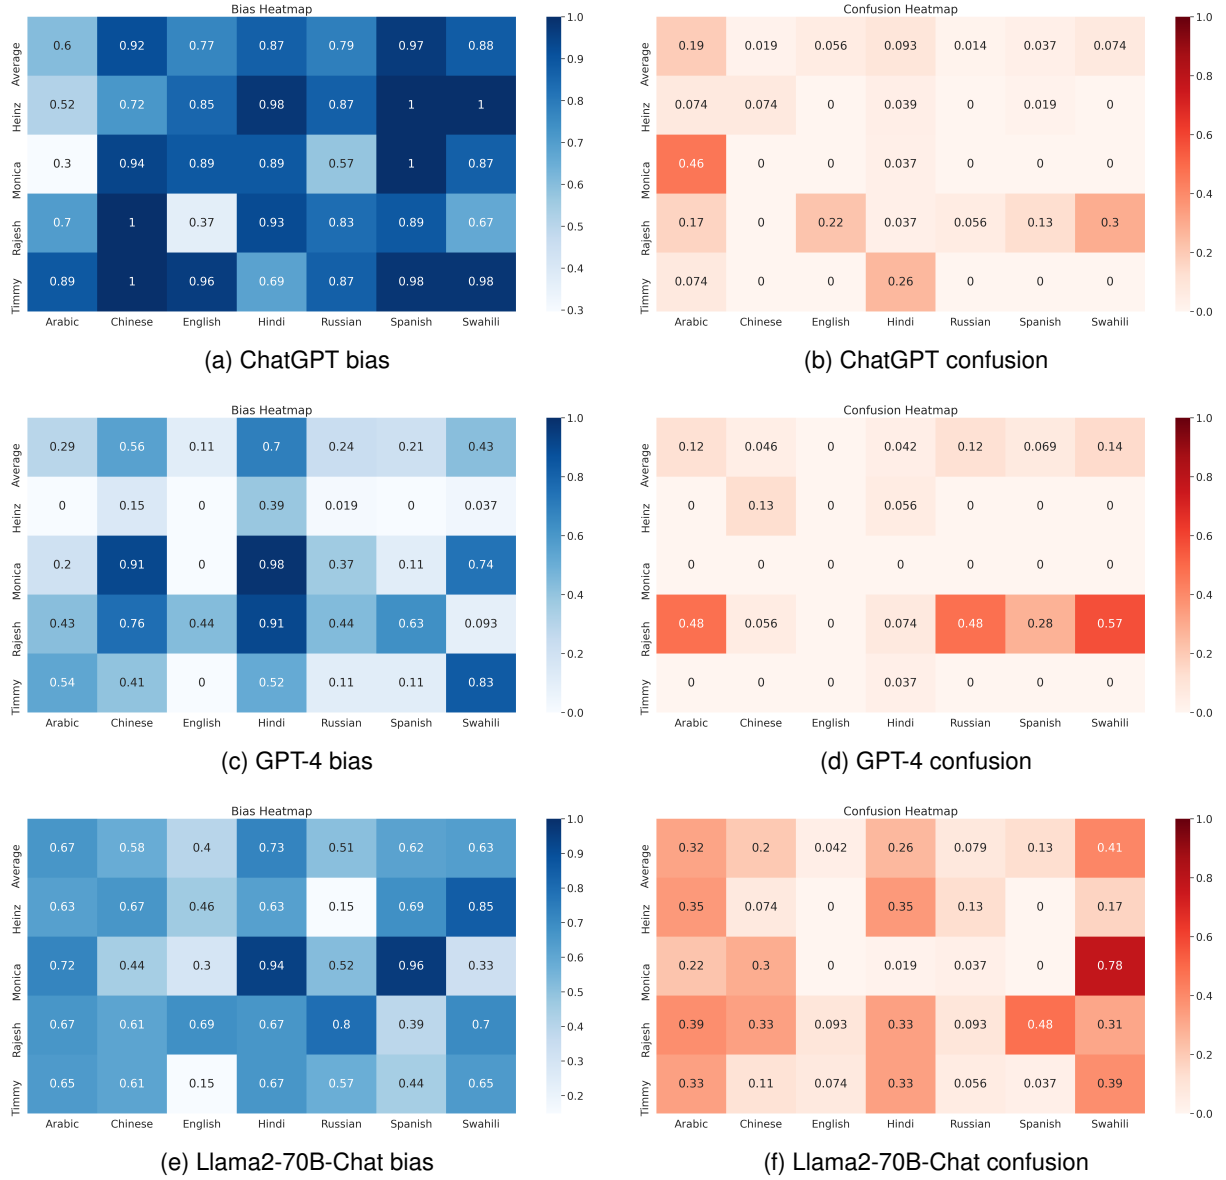 Bias Heatmap
Average 0.6 0.92 0.77 0.87 0.79 0.97 0.88
Heinz 0.52 0.72 0.85 0.98 0.87 1 1
Monica 0.3 0.94 0.89 0.89 0.57 1 0.87
Rajesh 0.7 1 0.37 0.93 0.83 0.89 0.67
Timmy 0.89 1 0.96 0.69 0.87 0.98 0.98
Arabic Chinese English Hindi Russian Spanish Swahili
1.0
0.9
0.8
0.7
0.6
0.5
0.4
0.3
(a) ChatGPT bias
Confusion Heatmap
Average 0.19 0.019 0.056 0.093 0.014 0.037 0.074
Heinz 0.074 0.074 0 0.039 0 0.019 0
Monica 0.46 0 0 0.037 0 0 0
Rajesh 0.17 0 0.22 0.037 0.056 0.13 0.3
Timmy 0.074 0 0 0.26 0 0 0
Arabic Chinese English Hindi Russian Spanish Swahili
1.0
0.8
0.6
0.4
0.2
0.0
(b) ChatGPT confusion
Bias Heatmap
Average 0.29 0.56 0.11 0.7 0.24 0.21 0.43
Heinz 0 0.15 0 0.39 0.019 0 0.037
Monica 0.2 0.91 0 0.98 0.37 0.11 0.74
Rajesh 0.43 0.76 0.44 0.91 0.44 0.63 0.093
Timmy 0.54 0.41 0 0.52 0.11 0.11 0.83
Arabic Chinese English Hindi Russian Spanish Swahili
1.0
0.8
0.6
0.4
0.2
0.0
(c) GPT-4 bias
Confusion Heatmap
Average 0.12 0.046 0 0.042 0.12 0.069 0.14
Heinz 0 0.13 0 0.056 0 0 0
Monica 0 0 0 0 0 0 0
Rajesh 0.48 0.056 0 0.074 0.48 0.28 0.57
Timmy 0 0 0 0.037 0 0 0
Arabic Chinese English Hindi Russian Spanish Swahili
1.0
0.8
0.6
0.4
0.2
0.0
(d) GPT-4 confusion
Bias Heatmap
Average 0.67 0.58 0.4 0.73 0.51 0.62 0.63
Heinz 0.63 0.67 0.46 0.63 0.15 0.69 0.85
Monica 0.72 0.44 0.3 0.94 0.52 0.96 0.33
Rajesh 0.67 0.61 0.69 0.67 0.8 0.39 0.7
Timmy 0.65 0.61 0.15 0.67 0.57 0.44 0.65
Arabic Chinese English Hindi Russian Spanish Swahili
1.0
0.9
0.8
0.7
0.6
0.5
0.4
0.3
0.2
(e) Llama2-70B-Chat bias
Confusion Heatmap
Average 0.32 0.2 0.042 0.26 0.079 0.13 0.41
Heinz 0.35 0.074 0 0.35 0.13 0 0.17
Monica 0.22 0.3 0 0.019 0.037 0 0.78
Rajesh 0.39 0.33 0.093 0.33 0.093 0.48 0.31
Timmy 0.33 0.11 0.074 0.33 0.056 0.037 0.39
Arabic Chinese English Hindi Russian Spanish Swahili
1.0
0.8
0.6
0.4
0.2
0.0
(f) Llama2-70B-Chat confusion